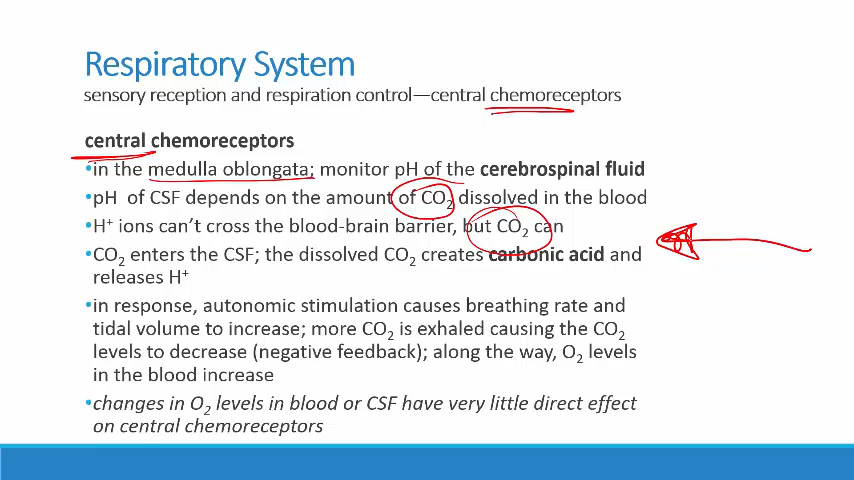 Respiratory System
sensory reception and respiration control—central chemoreceptors
central chemoreceptors
•in the medulla oblongata; monitor pH of the cerebrospinal fluid
•pH of CSF depends on the amount of CO₂ dissolved in the blood
•H⁺ ions can't cross the blood-brain barrier, but CO₂ can
•CO₂ enters the CSF; the dissolved CO₂ creates carbonic acid and
releases H⁺
•in response, autonomic stimulation causes breathing rate and
tidal volume to increase; more CO₂ is exhaled causing the CO₂
levels to decrease (negative feedback); along the way, O₂ levels
in the blood increase
•changes in O₂ levels in blood or CSF have very little direct effect
on central chemoreceptors